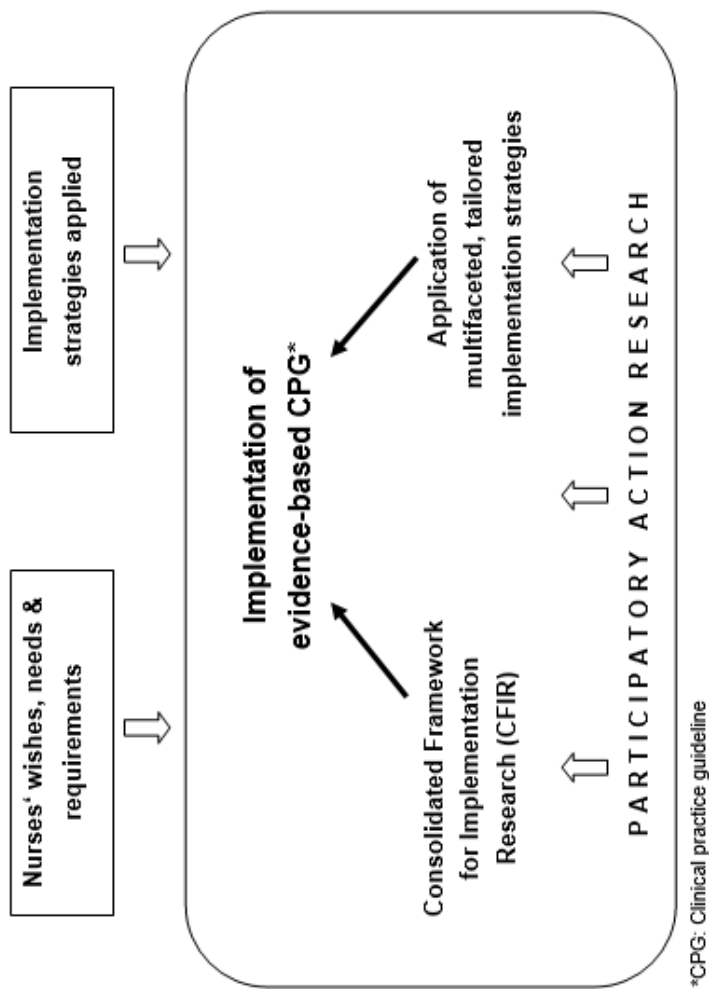 Nurses‘ wishes, needs &
requirements
Implementation
strategies applied
Implementation of
evidence-based CPG*
Consolidated Framework
for Implementation
Research (CFIR)
Application of
multifaceted, tailored
implementation strategies
PARTICIPATORY ACTION RESEARCH
*CPG: Clinical practice guideline